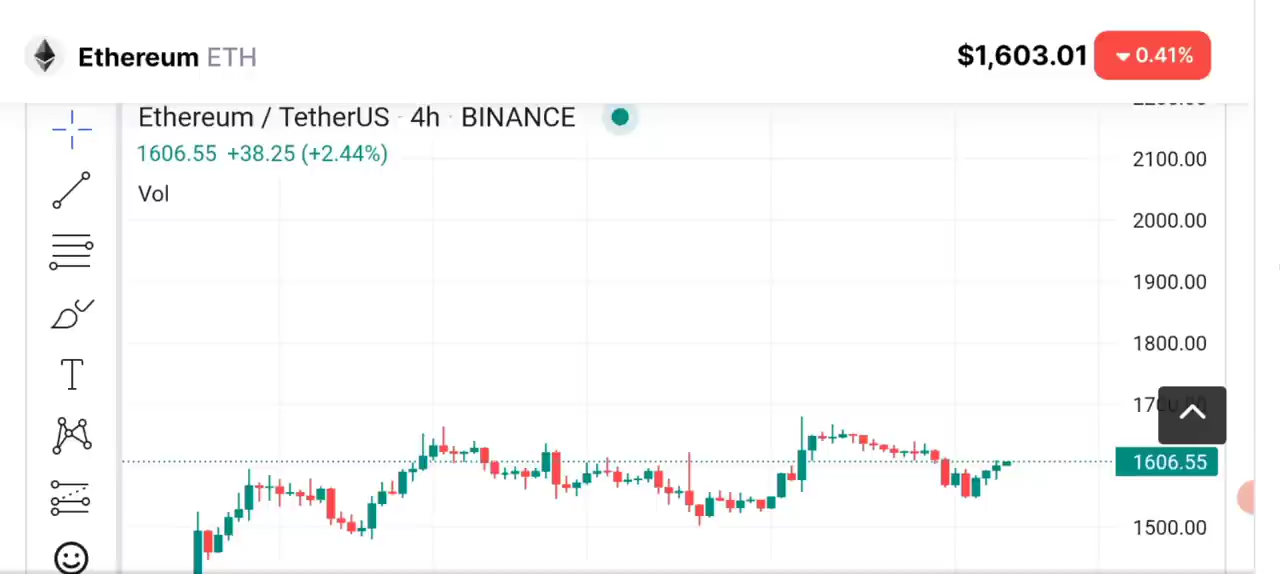 Ethereum ETH
$1,603.01 0.41%
Ethereum / TetherUS · 4h · BINANCE
1606.55 +38.25 (+2.44%)
Vol
2100.00
2000.00
1900.00
1800.00
1606.55
1500.00
T